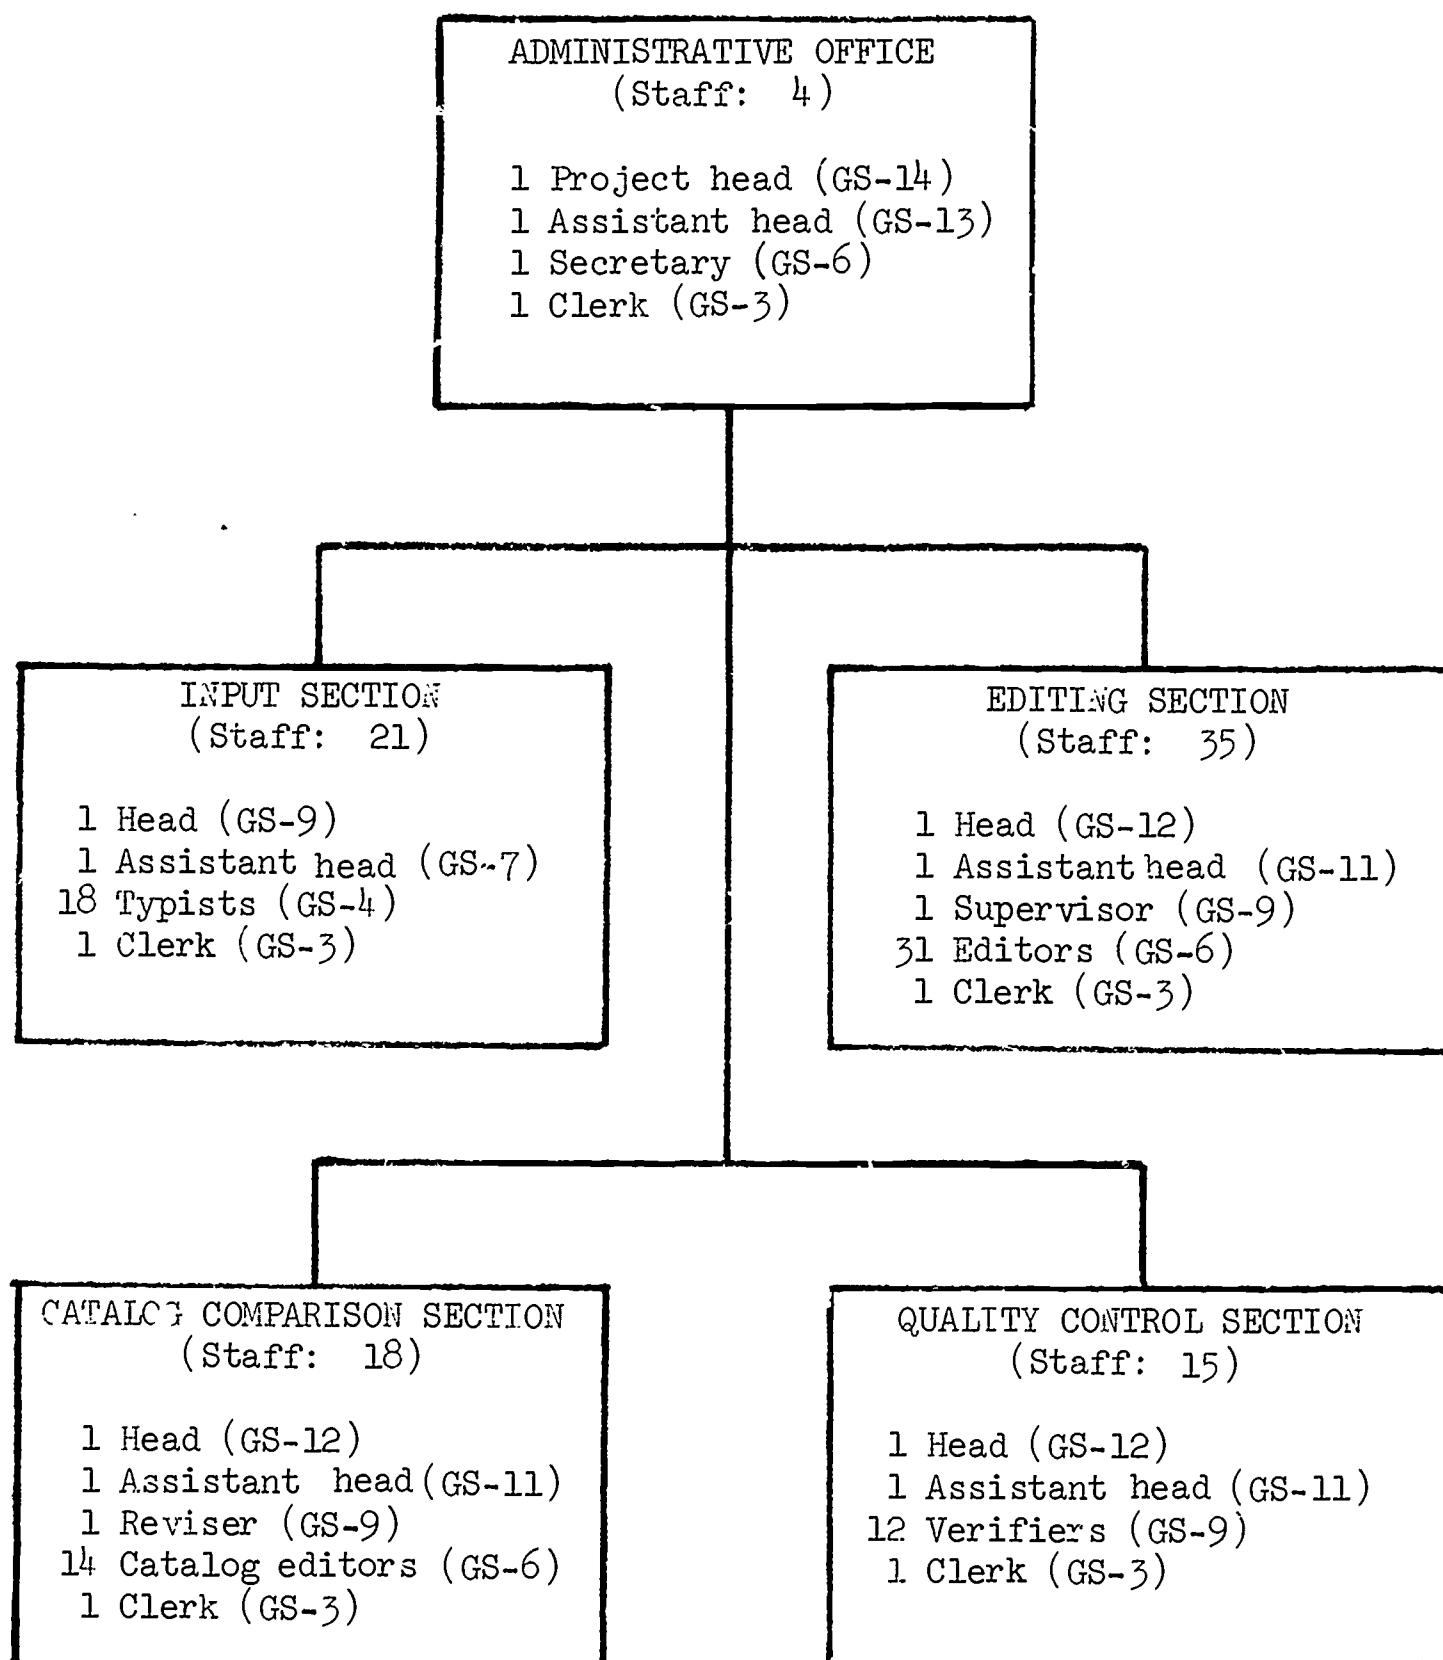 ADMINISTRATIVE OFFICE
(Staff: 4)
1 Project head (GS-14)
1 Assistant head (GS-13)
1 Secretary (GS-6)
1 Clerk (GS-3)
INPUT SECTION
(Staff: 21)
1 Head (GS-9)
1 Assistant head (GS-7)
18 Typists (GS-4)
1 Clerk (GS-3)
EDITING SECTION
(Staff: 35)
1 Head (GS-12)
1 Assistant head (GS-11)
1 Supervisor (GS-9)
31 Editors (GS-6)
1 Clerk (GS-3)
CATALOG COMPARISON SECTION
(Staff: 18)
1 Head (GS-12)
1 Assistant head (GS-11)
1 Reviser (GS-9)
14 Catalog editors (GS-6)
1 Clerk (GS-3)
QUALITY CONTROL SECTION
(Staff: 15)
1 Head (GS-12)
1 Assistant head (GS-11)
12 Verifiers (GS-9)
1 Clerk (GS-3)